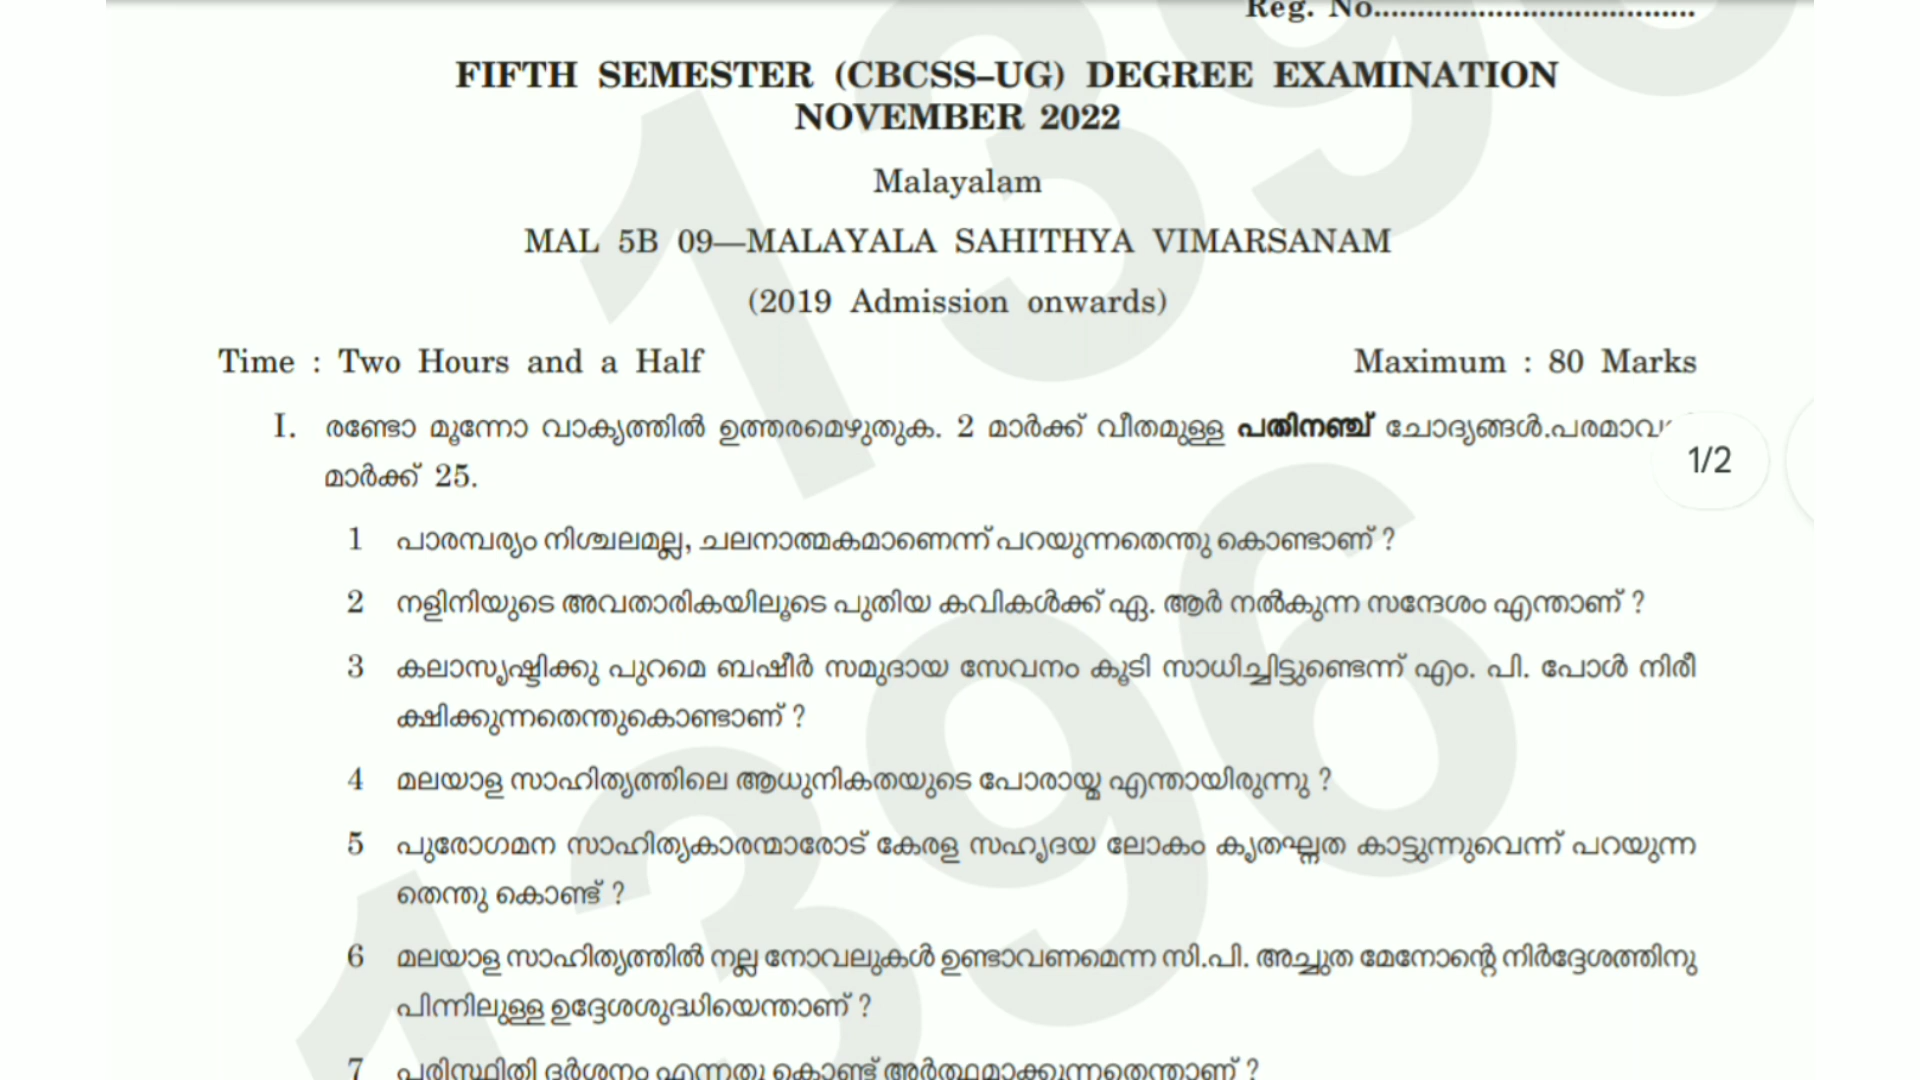 Reg. No.....................................
FIFTH SEMESTER (CBCSS–UG) DEGREE EXAMINATION
NOVEMBER 2022
Malayalam
MAL 5B 09—MALAYALA SAHITHYA VIMARSANAM
(2019 Admission onwards)
Time : Two Hours and a Half Maximum : 80 Marks
I. രണ്ടോ മൂന്നോ വാക്യത്തിൽ ഉത്തരമെഴുതുക. 2 മാർക്ക് വീതമുള്ള പതിനഞ്ച് ചോദ്യങ്ങൾ.
1/2
മാർക്ക് 25.
1 പാരമ്പര്യം നിശ്ചലമല്ല, ചലനാത്മകമാണെന്ന് പറയുന്നതെന്തു കൊണ്ടാണ് ?
2 നളിനിയുടെ അവതാരികയിലൂടെ പുതിയ കവികൾക്ക് ഏ. ആർ നൽകുന്ന സന്ദേശം എന്താണ് ?
3 കലാസൃഷ്ടിക്കു പുറമെ ബഷീർ സമുദായ സേവനം കൂടി സാധിച്ചിട്ടുണ്ടെന്ന് എം. പി. പോൾ നിരീ
ക്ഷിക്കുന്നതെന്തുകൊണ്ടാണ് ?
4 മലയാള സാഹിത്യത്തിലെ ആധുനികതയുടെ പോരായ്മ എന്തായിരുന്നു ?
5 പുരോഗമന സാഹിത്യകാരന്മാരോട് കേരള സഹൃദയ ലോകം കൃതഘ്നത കാട്ടുന്നുവെന്ന് പറയുന്ന
തെന്തു കൊണ്ട് ?
6 മലയാള സാഹിത്യത്തിൽ നല്ല നോവലുകൾ ഉണ്ടാവണമെന്ന സി.പി. അച്ചുത മേനോന്റെ നിർദ്ദേശത്തിനു
പിന്നിലുള്ള ഉദ്ദേശശുദ്ധിയെന്താണ് ?
7 പരിസ്ഥിതി ദർശനം എന്നതു കൊണ്ട് അർത്ഥമാക്കുന്നതെന്താണ് ?